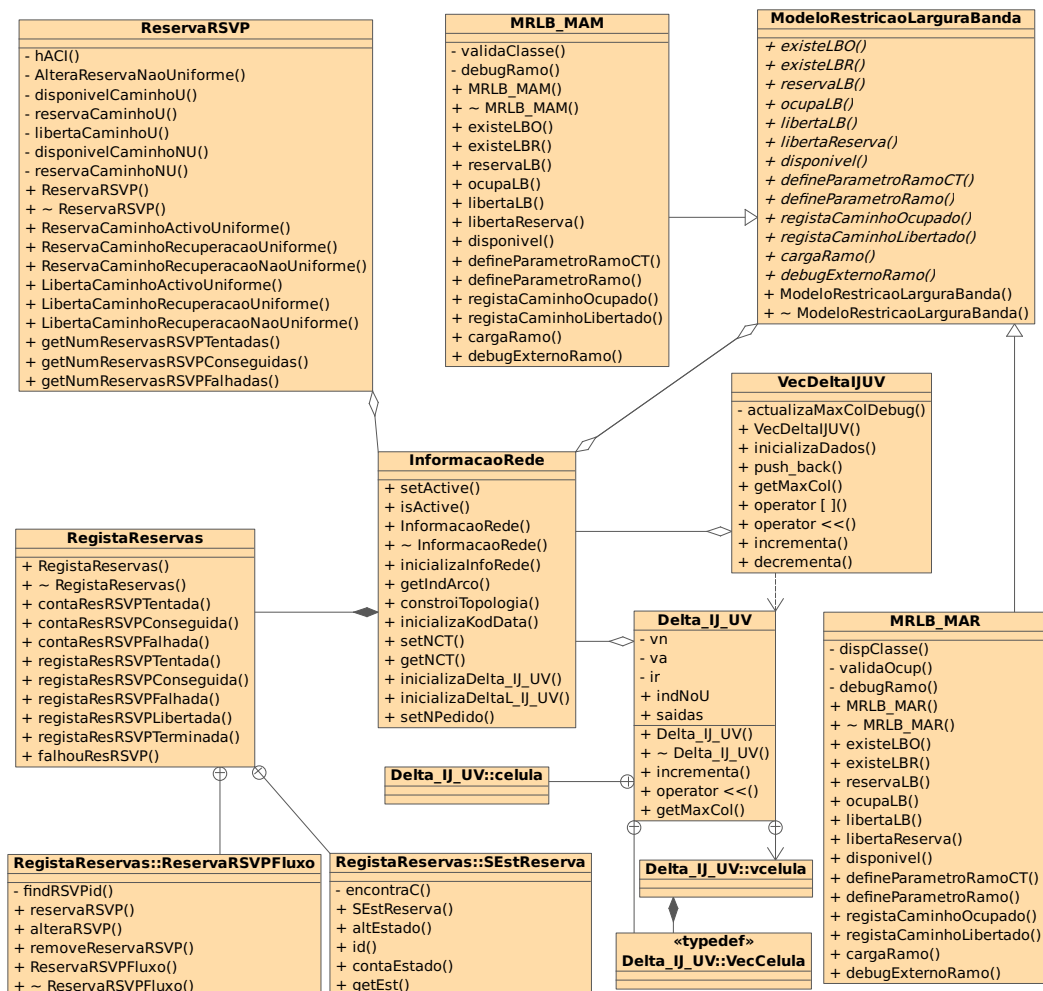 ReservaRSVP
- hACI()
- AlteraReservaNaoUniforme()
- disponivelCaminhoU()
- reservaCaminhoU()
- libertaCaminhoU()
- disponivelCaminhoNU()
- reservaCaminhoNU()
+ ReservaRSVP()
+ ~ ReservaRSVP()
+ ReservaCaminhoActivoUniforme()
+ ReservaCaminhoRecuperacaoUniforme()
+ ReservaCaminhoRecuperacaoNaoUniforme()
+ LibertaCaminhoActivoUniforme()
+ LibertaCaminhoRecuperacaoUniforme()
+ LibertaCaminhoRecuperacaoNaoUniforme()
+ getNumReservasRSVPTentadas()
+ getNumReservasRSVPConseguidas()
+ getNumReservasRSVPFalhadas()
MRLB_MAM
- validaClasse()
- debugRamo()
+ MRLB_MAM()
+ ~ MRLB_MAM()
+ existeLBO()
+ existeLBR()
+ reservaLB()
+ ocupaLB()
+ libertaLB()
+ libertaReserva()
+ disponivel()
+ defineParametroRamoCT()
+ defineParametroRamo()
+ registaCaminhoOcupado()
+ registaCaminhoLibertado()
+ cargaRamo()
+ debugExternoRamo()
ModeloRestricaoLarguraBanda
+ existeLBO()
+ existeLBR()
+ reservaLB()
+ ocupaLB()
+ libertaLB()
+ libertaReserva()
+ disponivel()
+ defineParametroRamoCT()
+ defineParametroRamo()
+ registaCaminhoOcupado()
+ registaCaminhoLibertado()
+ cargaRamo()
+ debugExternoRamo()
+ ModeloRestricaoLarguraBanda()
+ ~ ModeloRestricaoLarguraBanda()
VecDeltaIJUV
- actualizaMaxColDebug()
+ VecDeltaIJUV()
+ inicializaDados()
+ push_back()
+ getMaxCol()
+ operator [ ]()
+ operator <<()
+ incrementa()
+ decrementa()
InformacaoRede
+ setActive()
+ isActive()
+ InformacaoRede()
+ ~ InformacaoRede()
+ inicializaInfoRede()
+ getIndArco()
+ constroiTopologia()
+ inicializaKodData()
+ setNCT()
+ getNCT()
+ inicializaDelta_IJ_UV()
+ inicializaDeltaL_IJ_UV()
+ setNPedido()
RegistaReservas
+ RegistaReservas()
+ ~ RegistaReservas()
+ contaResRSVPTentada()
+ contaResRSVPConseguida()
+ contaResRSVPFalhada()
+ registaResRSVPTentada()
+ registaResRSVPConseguida()
+ registaResRSVPFalhada()
+ registaResRSVPLibertada()
+ registaResRSVPTerminada()
+ falhouResRSVP()
Delta_IJ_UV
- vn
- va
- ir
+ indNoU
+ saidas
+ Delta_IJ_UV()
+ ~ Delta_IJ_UV()
+ incrementa()
+ operator <<()
+ getMaxCol()
MRLB_MAR
- dispClasse()
- validaOcup()
- debugRamo()
+ MRLB_MAR()
+ ~ MRLB_MAR()
+ existeLBO()
+ existeLBR()
+ reservaLB()
+ ocupaLB()
+ libertaLB()
+ libertaReserva()
+ disponivel()
+ defineParametroRamoCT()
+ defineParametroRamo()
+ registaCaminhoOcupado()
+ registaCaminhoLibertado()
+ cargaRamo()
+ debugExternoRamo()
Delta_IJ_UV::celula
RegistaReservas::ReservaRSVPFluxo
- findRSVPid()
+ reservaRSVP()
+ alteraRSVP()
+ removeReservaRSVP()
+ ReservaRSVPFluxo()
+ ~ ReservaRSVPFluxo()
RegistaReservas::SEstReserva
- encontraC()
+ SEstReserva()
+ altEstado()
+ id()
+ contaEstado()
+ getEst()
Delta_IJ_UV::vcelula
«typedef»
Delta_IJ_UV::VecCelula